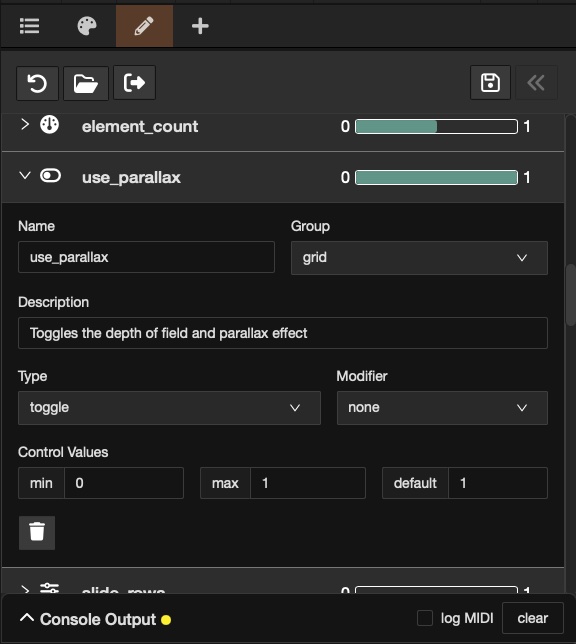 element_count 0 1
use_parallax 0 1
Name Group
use_parallax grid
Description
Toggles the depth of field and parallax effect
Type Modifier
toggle none
Control Values
min 0 max 1 default 1
slide_rows 0 1
Console Output log MIDI clear